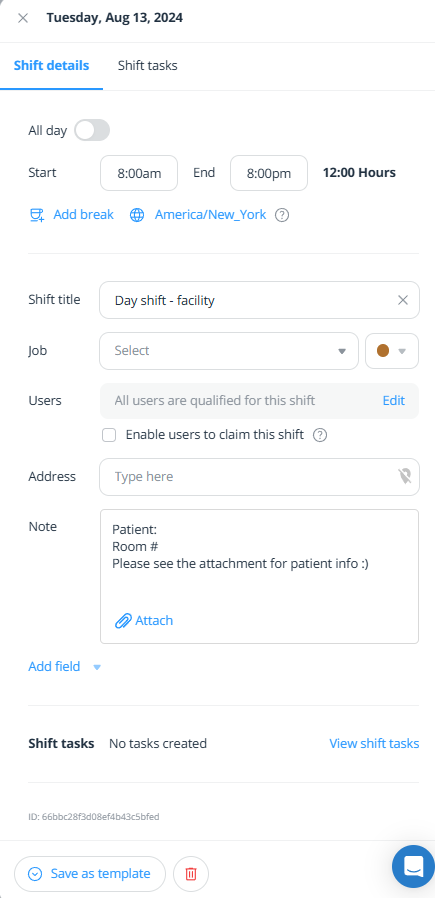 Tuesday, Aug 13, 2024
Shift details Shift tasks
All day
Start 8:00am End 8:00pm 12:00 Hours
Add break America/New_York ?
Shift title Day shift - facility
Job Select
Users All users are qualified for this shift Edit
Enable users to claim this shift ?
Address Type here
Note Patient:
Room #
Please see the attachment for patient info :)
Attach
Add field
Shift tasks No tasks created View shift tasks
ID: 66bbc28f3d08ef4b43c5bfed
Save as template